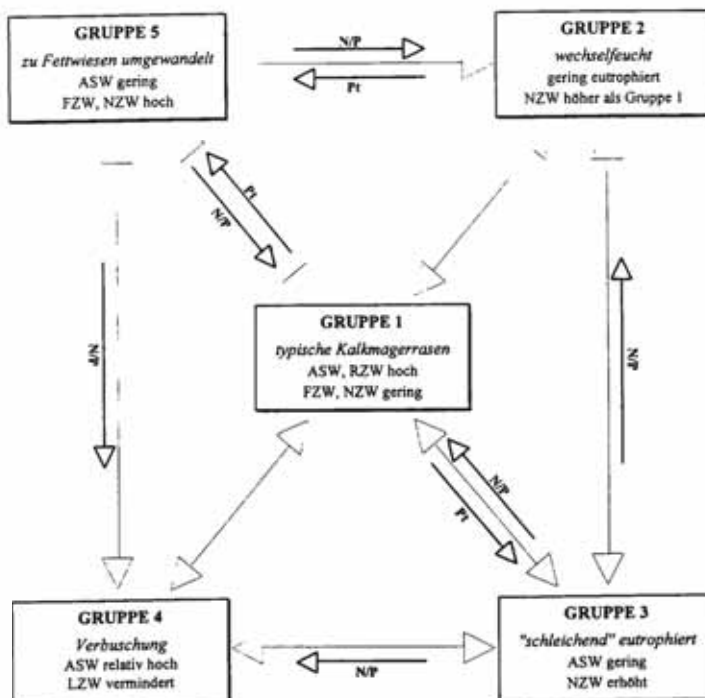 GRUPPE 5
zu Fettwiesen umgewandelt
ASW gering
FZW, NZW hoch
N/P
Pt
GRUPPE 2
wechselfeucht
gering eutrophiert
NZW höher als Gruppe 1
Pt
N/P
N/P
N/P
GRUPPE 1
typische Kalkmagerrasen
ASW, RZW hoch
FZW, NZW gering
N/P
Pt
GRUPPE 4
Verbuschung
ASW relativ hoch
LZW vermindert
N/P
GRUPPE 3
"schleichend" eutrophiert
ASW gering
NZW erhöht